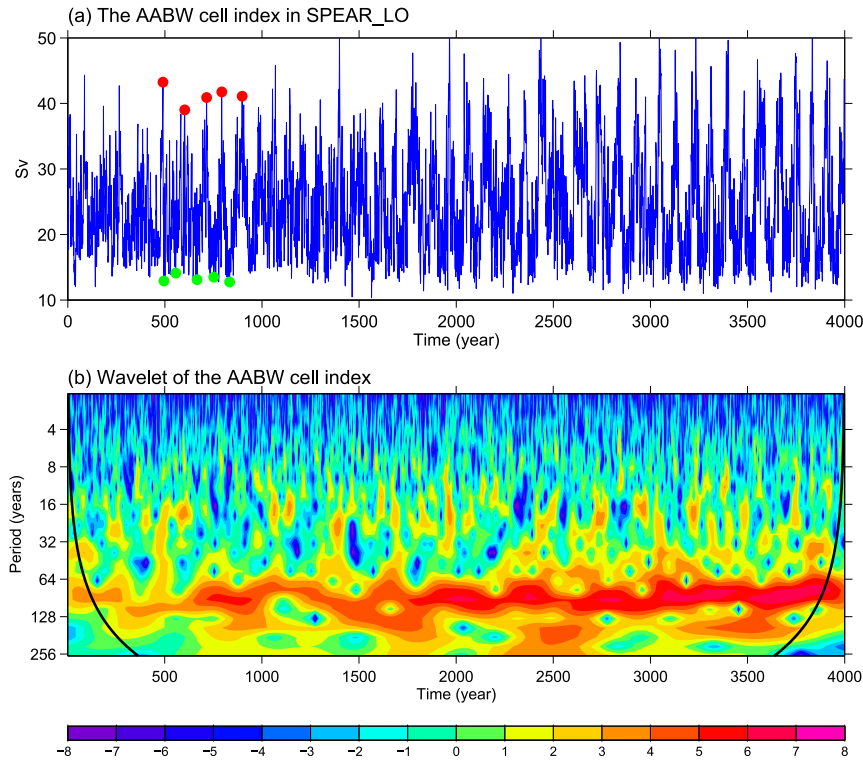 (a) The AABW cell index in SPEAR_LO
50
40
30
20
10
Sv
0 500 1000 1500 2000 2500 3000 3500 4000
Time (year)
(b) Wavelet of the AABW cell index
4
8
16
32
64
128
256
Period (years)
500 1000 1500 2000 2500 3000 3500 4000
Time (year)
−8 −7 −6 −5 −4 −3 −2 −1 0 1 2 3 4 5 6 7 8